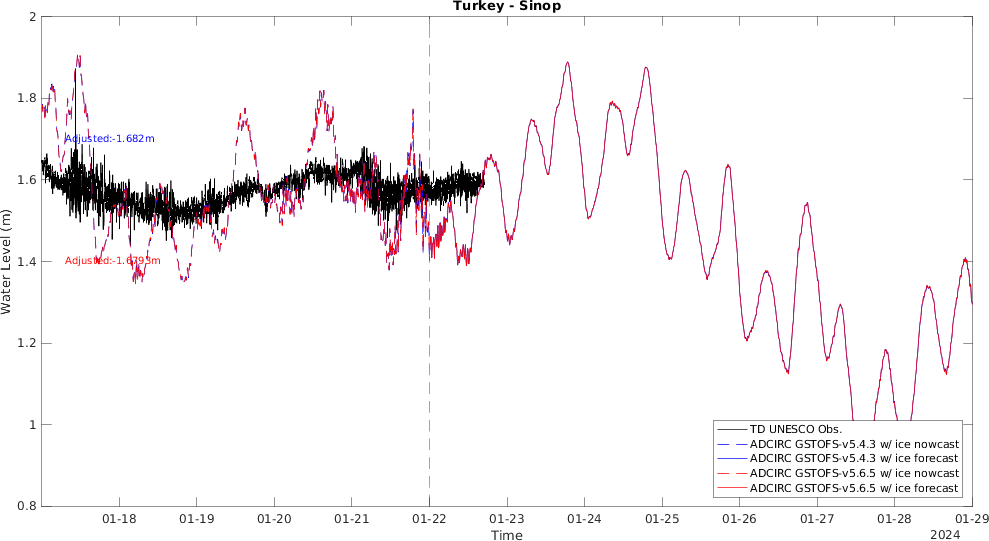 Turkey - Sinop
2
1.8
1.6
1.4
1.2
1
0.8
Water Level (m)
Adjusted:-1.682m
Adjusted:-1.6793m
01-18
01-19
01-20
01-21
01-22
01-23
01-24
01-25
01-26
01-27
01-28
01-29
Time
2024
TD UNESCO Obs.
ADCIRC GSTOFS-v5.4.3 w/ ice nowcast
ADCIRC GSTOFS-v5.4.3 w/ ice forecast
ADCIRC GSTOFS-v5.6.5 w/ ice nowcast
ADCIRC GSTOFS-v5.6.5 w/ ice forecast